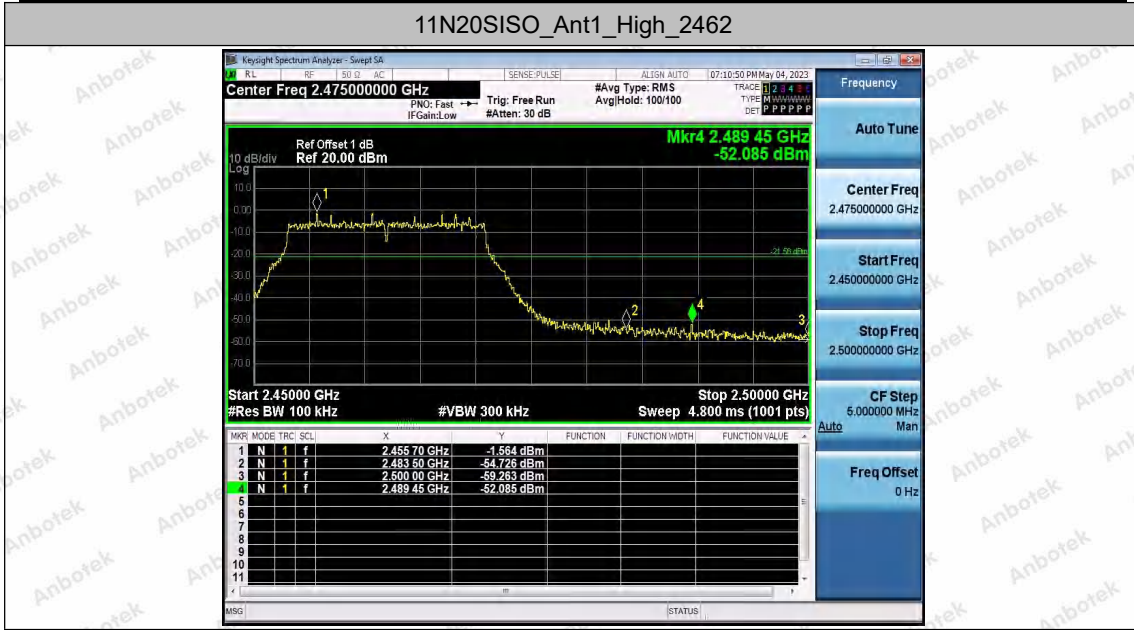 11N20SISO_Ant1_High_2462
Keysight Spectrum Analyzer - Swept SA
RL RF 50 Ω AC SENSE:PULSE ALIGN AUTO 07:10:50 PM May 04, 2023
Center Freq 2.475000000 GHz
PNO: Fast
IFGain:Low
Trig: Free Run
#Atten: 30 dB
#Avg Type: RMS
Avg|Hold: 100/100
TRACE 1 2 3 4 5 6
TYPE M WWWWW
DET P P P P P P
Ref Offset 1 dB
10 dB/div Ref 20.00 dBm
Log
Mkr4 2.489 45 GHz
-52.085 dBm
10.0
0.00
-10.0
-20.0
-30.0
-40.0
-50.0
-60.0
-70.0
1
-21.56 dBm
2
4
3
Start 2.45000 GHz Stop 2.50000 GHz
#Res BW 100 kHz #VBW 300 kHz Sweep 4.800 ms (1001 pts)
MKR MODE TRC SCL X Y FUNCTION FUNCTION WIDTH FUNCTION VALUE
1 N 1 f 2.455 70 GHz -1.564 dBm
2 N 1 f 2.483 50 GHz -54.726 dBm
3 N 1 f 2.500 00 GHz -59.263 dBm
4 N 1 f 2.489 45 GHz -52.085 dBm
5
6
7
8
9
10
11
MSG STATUS
Frequency
Auto Tune
Center Freq
2.475000000 GHz
Start Freq
2.450000000 GHz
Stop Freq
2.500000000 GHz
CF Step
5.000000 MHz
Auto Man
Freq Offset
0 Hz